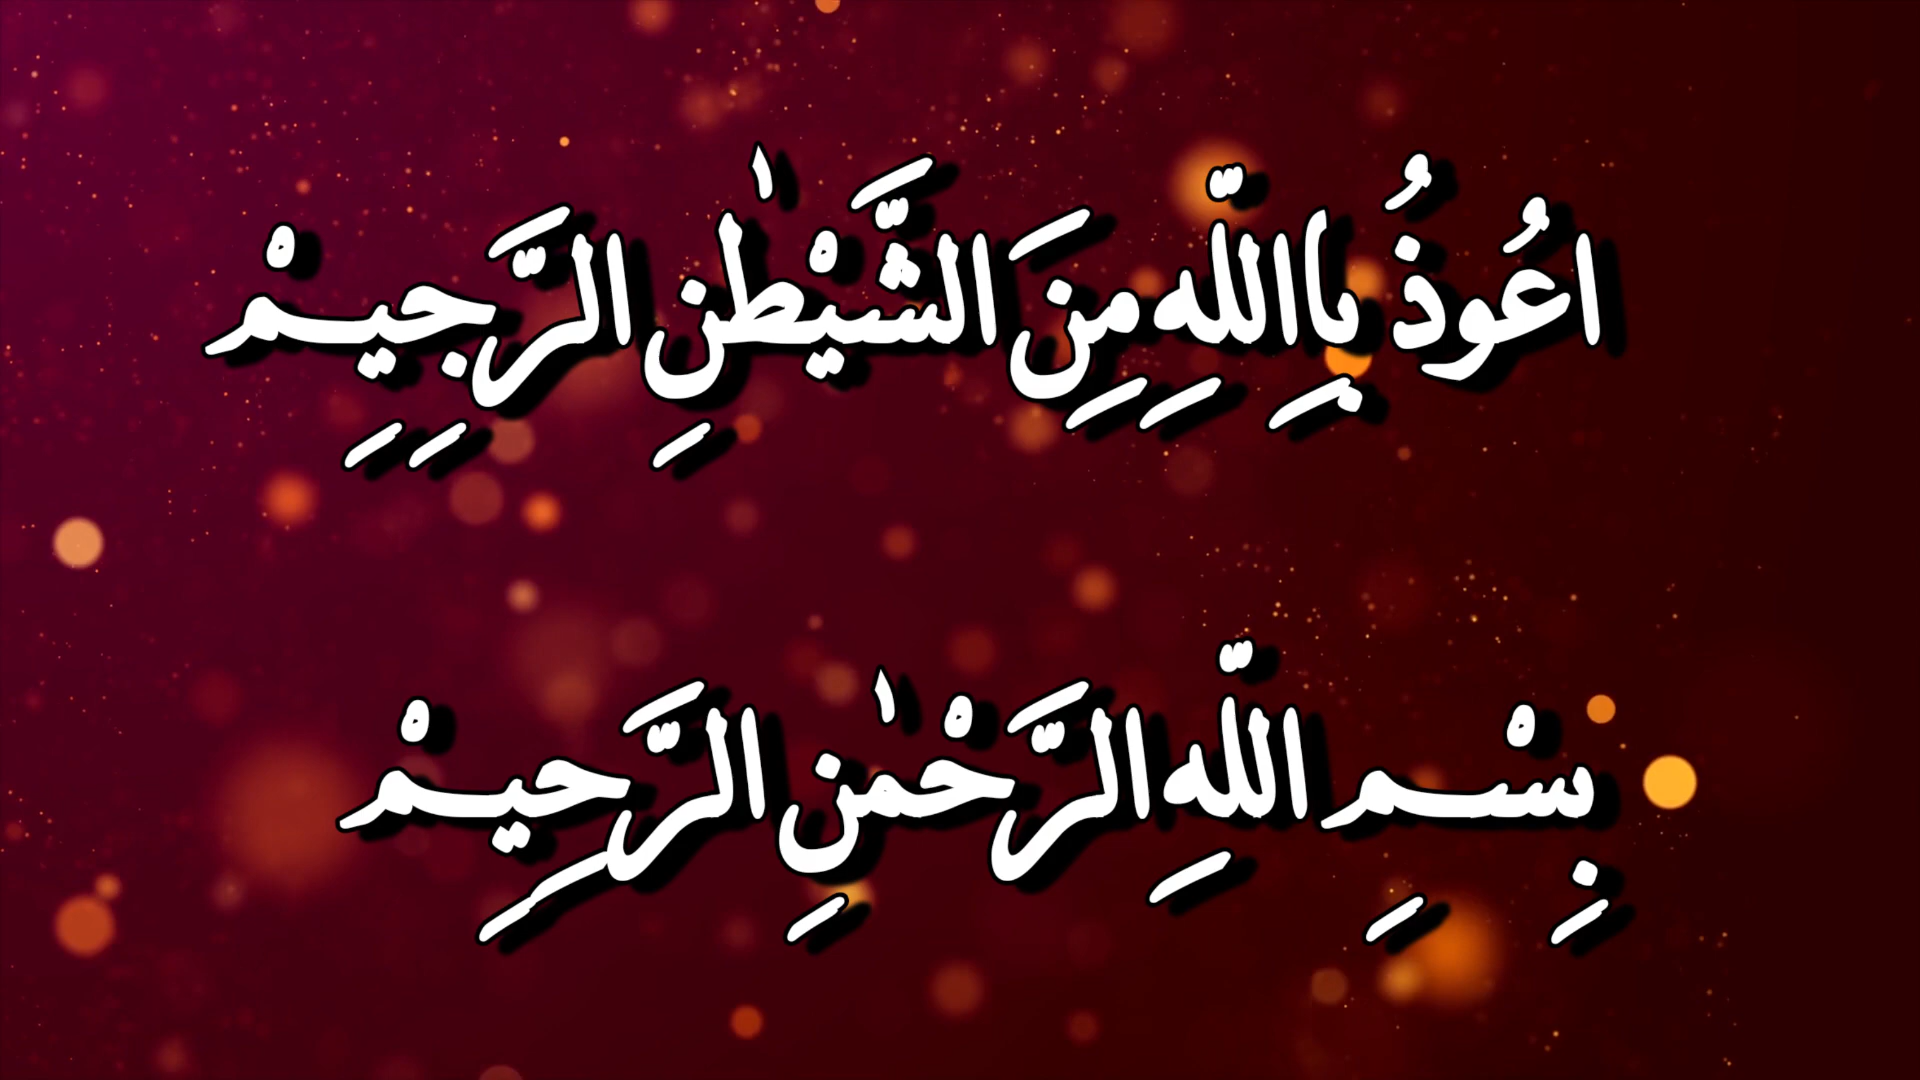 اعُوذُ بِاللّٰهِ مِنَ الشَّيْطٰنِ الرَّجِيِمْ
بِسْمِ اللّٰهِ الرَّحْمٰنِ الرَّحِيِمْ